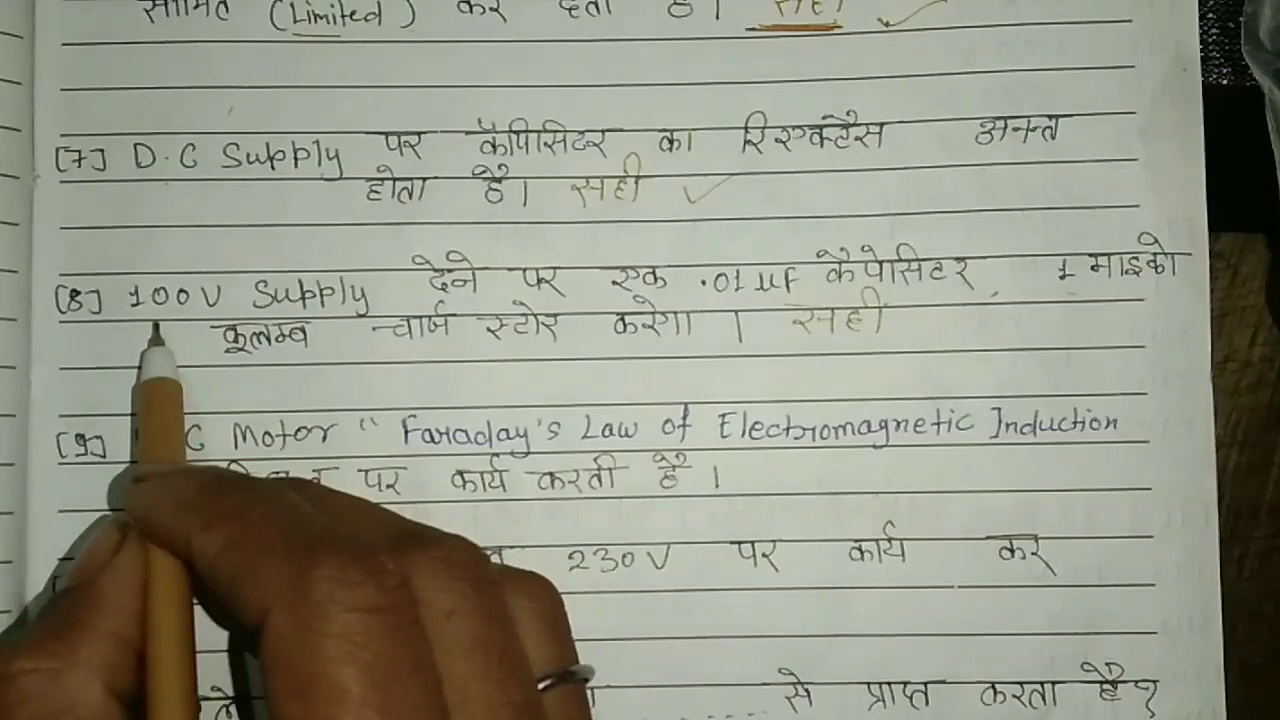 सीमित (Limited) कर देता है। सही
[7] D.C Supply पर कैपिसिटर का रिएक्टैंस अनन्त
होता है। सही
[8] 100V Supply देने पर एक .01 µf कैपेसिटर 1 माइक्रो
कूलम्ब चार्ज स्टोर करेगा। सही
[9] C Motor “ Faraday's Law of Electromagnetic Induction
पर कार्य करती है।
230V पर कार्य कर
..... से प्राप्त करता है?